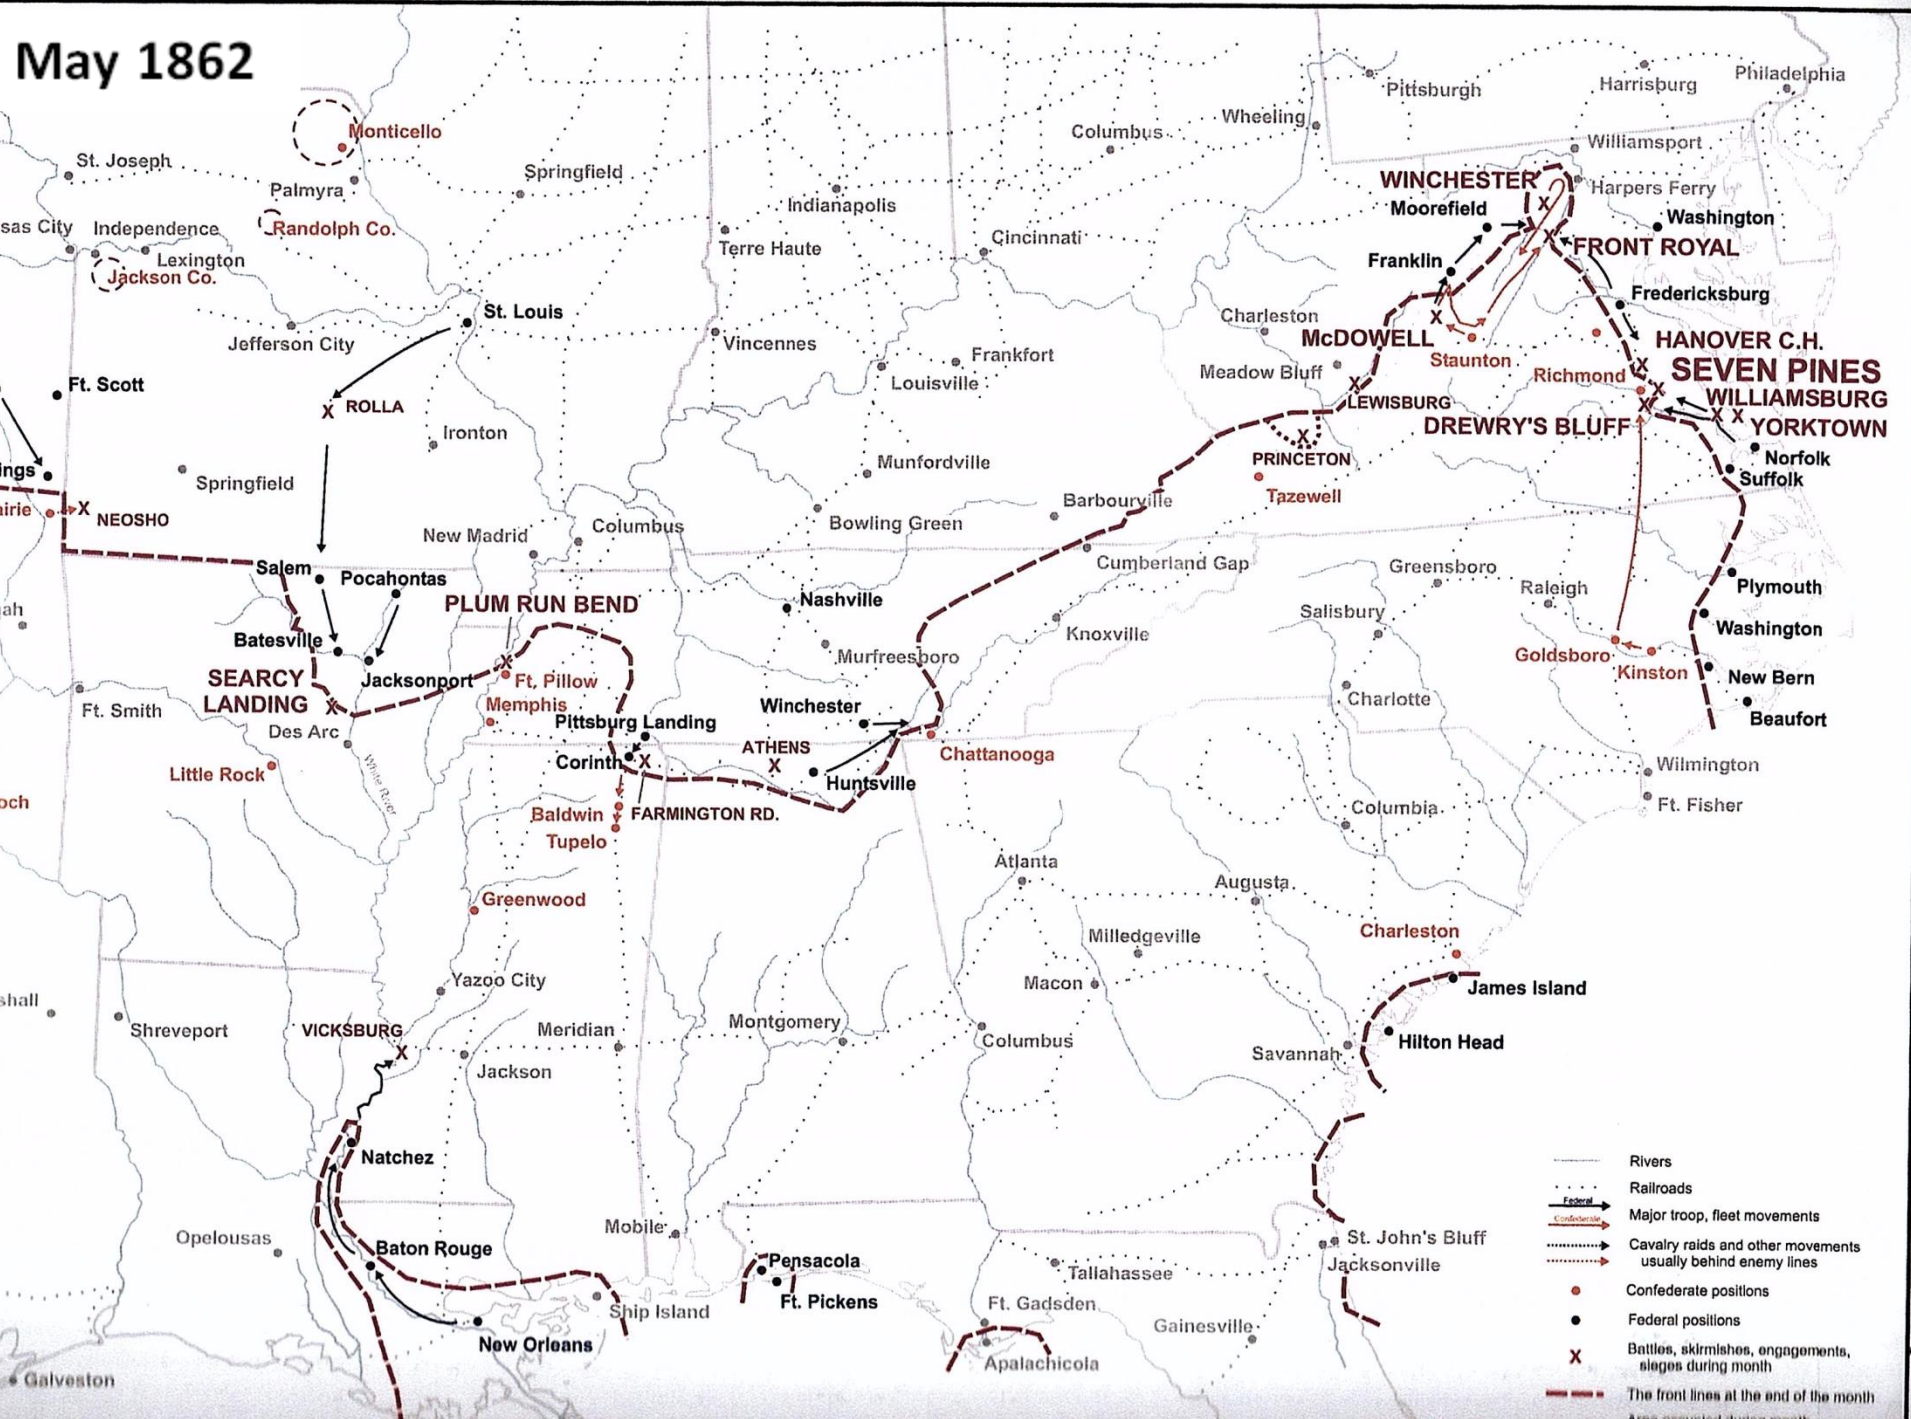 May 1862
Philadelphia
Harrisburg
Pittsburgh
Wheeling
Columbus
Monticello
Williamsport
St. Joseph
Springfield
Palmyra
WINCHESTER
Harpers Ferry
Indianapolis
Moorefield
Washington
sas City
Independence
Randolph Co.
Terre Haute
Cincinnati
FRONT ROYAL
Lexington
Franklin
Jackson Co.
Fredericksburg
St. Louis
Charleston
Jefferson City
Vincennes
Frankfort
McDOWELL
HANOVER C.H.
Staunton
Ft. Scott
Louisville
Meadow Bluff
Richmond
SEVEN PINES
ROLLA
LEWISBURG
WILLIAMSBURG
Ironton
DREWRY'S BLUFF
YORKTOWN
ings
Springfield
Munfordville
PRINCETON
Norfolk
Suffolk
Tazewell
airie
NEOSHO
Barbourville
New Madrid
Columbus
Bowling Green
Salem
Pocahontas
Cumberland Gap
Greensboro
Raleigh
Plymouth
ah
PLUM RUN BEND
Nashville
Salisbury
Batesville
Knoxville
Washington
Murfreesboro
Goldsboro
Kinston
SEARCY
LANDING
Jacksonport
Ft. Pillow
New Bern
Ft. Smith
Memphis
Winchester
Charlotte
Des Arc
Pittsburg Landing
Beaufort
White River
Corinth
ATHENS
Chattanooga
Little Rock
Huntsville
Wilmington
och
Baldwin
FARMINGTON RD.
Columbia
Ft. Fisher
Tupelo
Atlanta
Augusta
Greenwood
Charleston
Milledgeville
Yazoo City
Macon
James Island
shall
Shreveport
VICKSBURG
Meridian
Montgomery
Columbus
Savannah
Hilton Head
Jackson
Natchez
Opelousas
Mobile
St. John's Bluff
Baton Rouge
Pensacola
Tallahassee
Jacksonville
Ship Island
Ft. Pickens
Ft. Gadsden
Gainesville
New Orleans
Apalachicola
Galveston
Rivers
Railroads
Federal
Confederate
Major troop, fleet movements
Cavalry raids and other movements
usually behind enemy lines
Confederate positions
Federal positions
X
Battles, skirmishes, engagements,
sieges during month
The front lines at the end of the month